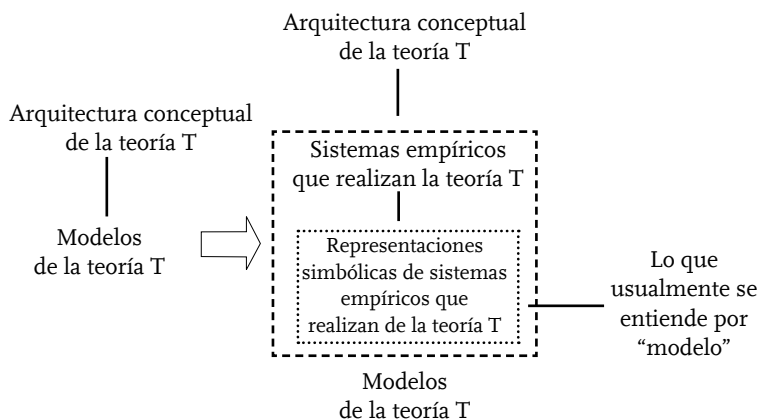 Arquitectura conceptual
de la teoría T
Modelos
de la teoría T
Arquitectura conceptual
de la teoría T
Sistemas empíricos
que realizan la teoría T
Representaciones
simbólicas de sistemas
empíricos que
realizan de la teoría T
Modelos
de la teoría T
Lo que
usualmente se
entiende por
“modelo”